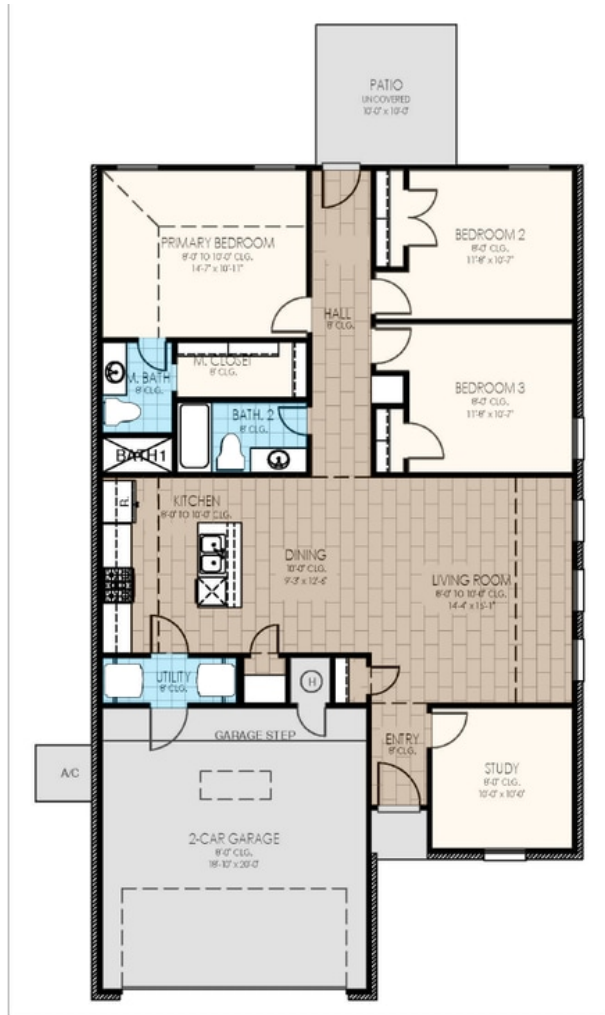 PATIO
UNCOVERED
10'-0" x 10'-0"
PRIMARY BEDROOM
8'-0" TO 10'-0" CLG.
14'-7" x 10'-11"
BEDROOM 2
8'-0" CLG.
11'-8" x 10'-7"
HALL
8' CLG.
M. CLOSET
8' CLG.
M. BATH
8' CLG.
BEDROOM 3
8'-0" CLG.
11'-8" x 10'-7"
BATH. 2
8' CLG.
BATH1
R.
KITCHEN
8'-0" TO 10'-0" CLG.
DINING
10'-0" CLG.
9'-3" x 12'-6"
LIVING ROOM
8'-0" TO 10'-0" CLG.
14'-4" x 15'-1"
UTILITY
8' CLG.
H
ENTRY
8' CLG.
GARAGE STEP
A/C
STUDY
8'-0" CLG.
10'-0" x 10'-0"
2-CAR GARAGE
8'-0" CLG.
18'-10" x 20'-0"